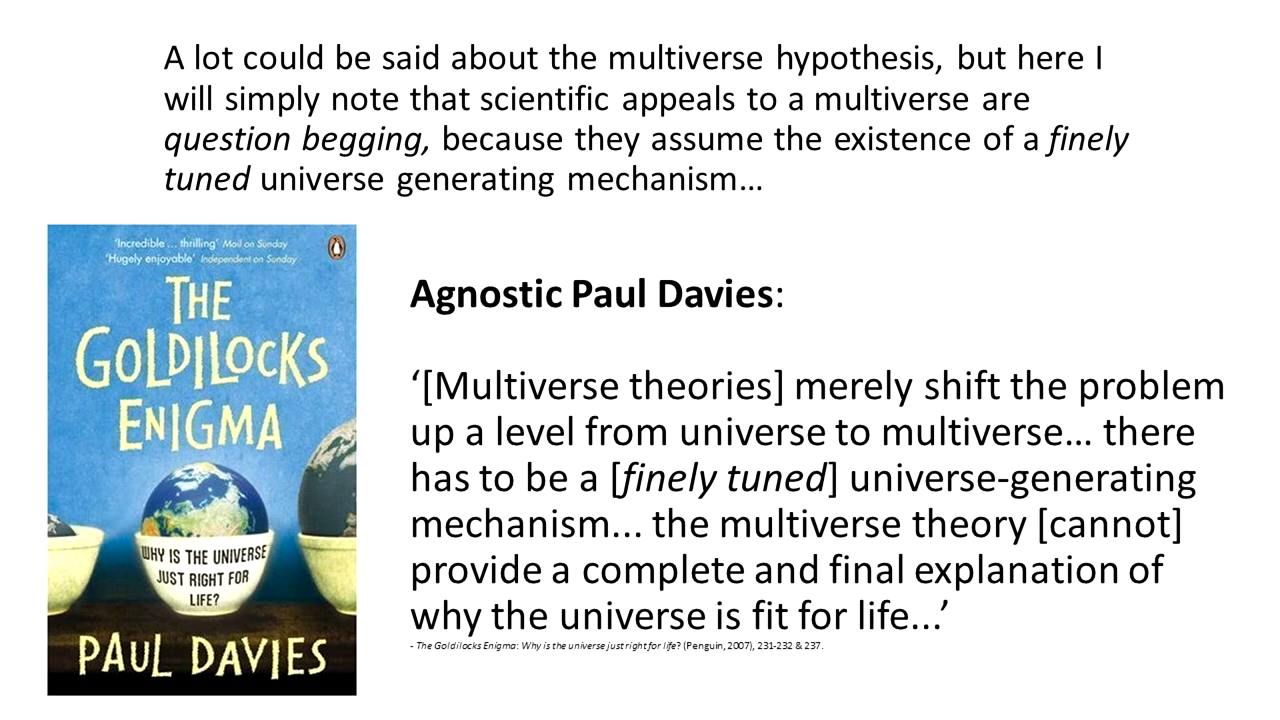 A lot could be said about the multiverse hypothesis, but here I
will simply note that scientific appeals to a multiverse are
question begging, because they assume the existence of a finely
tuned universe generating mechanism…
'Incredible ... thrilling' Mail on Sunday
'Hugely enjoyable' Independent on Sunday
THE
GOLDILOCKS
ENIGMA
WHY IS THE UNIVERSE
JUST RIGHT FOR
LIFE?
PAUL DAVIES
Agnostic Paul Davies:
‘[Multiverse theories] merely shift the problem
up a level from universe to multiverse… there
has to be a [finely tuned] universe-generating
mechanism... the multiverse theory [cannot]
provide a complete and final explanation of
why the universe is fit for life...’
- The Goldilocks Enigma: Why is the universe just right for life? (Penguin, 2007), 231-232 & 237.